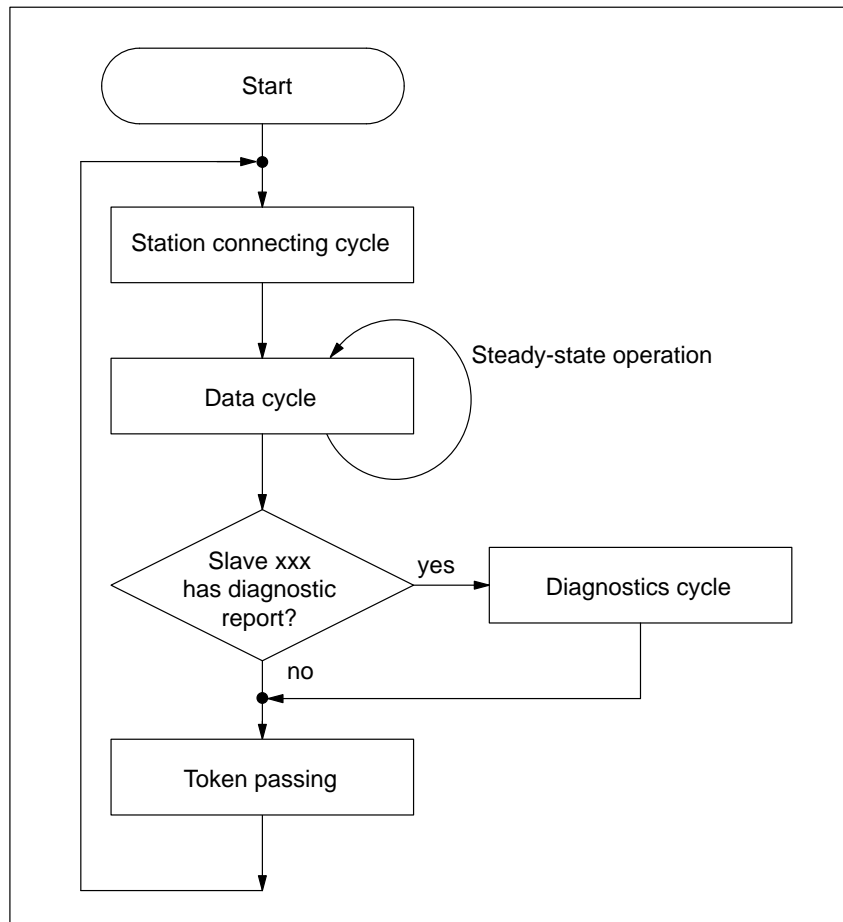 Start
Station connecting cycle
Steady-state operation
Data cycle
Slave xxx
has diagnostic
report?
yes
Diagnostics cycle
no
Token passing